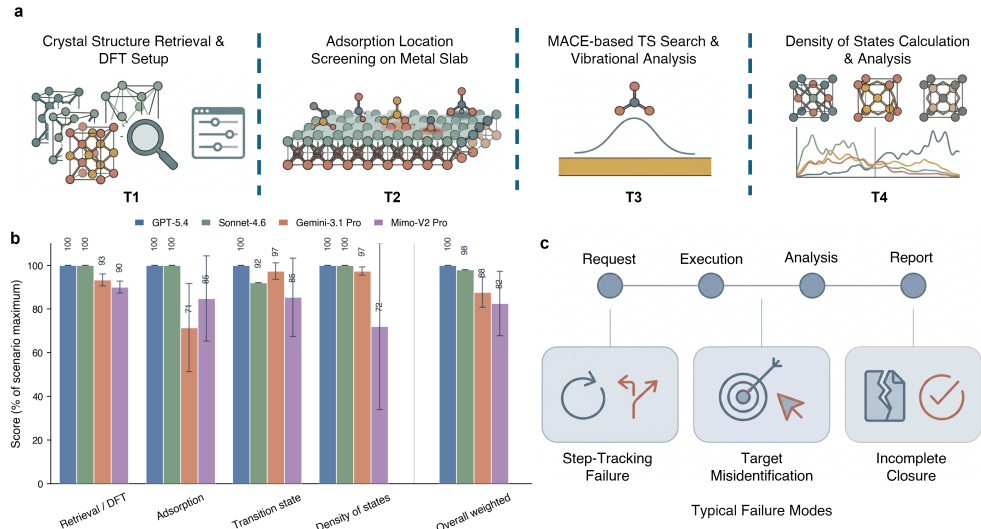 a
Crystal Structure Retrieval &
DFT Setup
Adsorption Location
Screening on Metal Slab
MACE-based TS Search &
Vibrational Analysis
Density of States Calculation
& Analysis
T1
T2
T3
T4
b
GPT-5.4
Sonnet-4.6
Gemini-3.1 Pro
Mimo-V2 Pro
Score (% of scenario maximum)
100
80
60
40
20
0
100
100
93
90
100
100
71
85
100
92
97
85
100
100
97
72
100
98
88
82
Retrieval / DFT
Adsorption
Transition state
Density of states
Overall weighted
c
Request
Execution
Analysis
Report
Step-Tracking
Failure
Target
Misidentification
Incomplete
Closure
Typical Failure Modes